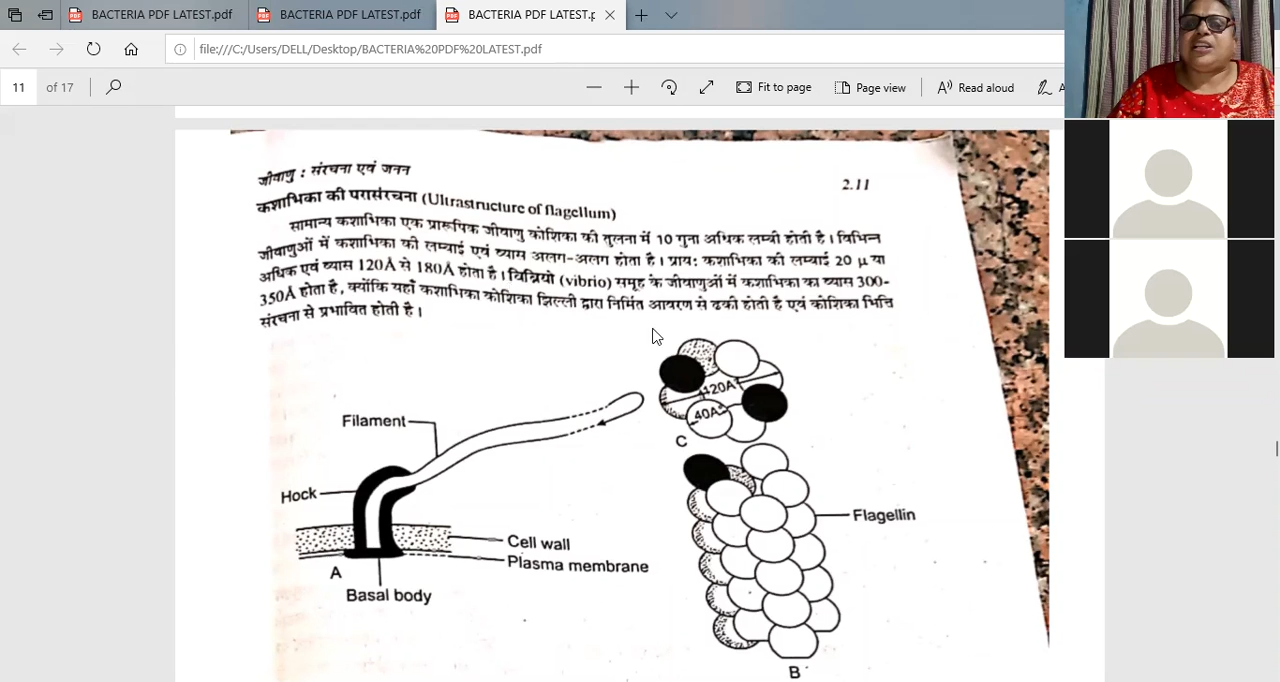 BACTERIA PDF LATEST.pdf
BACTERIA PDF LATEST.pdf
BACTERIA PDF LATEST.p
file:///C:/Users/DELL/Desktop/BACTERIA%20PDF%20LATEST.pdf
11 of 17
Fit to page
Page view
Read aloud
जीवाणु : संरचना एवं जनन
2.11
कशाभिका की परासंरचना (Ultrastructure of flagellum)
सामान्य कशाभिका एक प्रारूपिक जीवाणु कोशिका की तुलना में 10 गुना अधिक लम्बी होती है। विभिन्न
जीवाणुओं में कशाभिका की लम्बाई एवं व्यास अलग-अलग होता है। प्रायः कशाभिका की लम्बाई 20 µ या
अधिक एवं व्यास 120Å से 180Å होता है। विब्रियो (vibrio) समूह के जीवाणुओं में कशाभिका का व्यास 300-
350Å होता है, क्योंकि यहाँ कशाभिका कोशिका झिल्ली द्वारा निर्मित आवरण से ढकी होती है एवं कोशिका भित्ति
संरचना से प्रभावित होती है।
Filament
Hock
Cell wall
Plasma membrane
A
Basal body
120A°
40A°
C
Flagellin
B